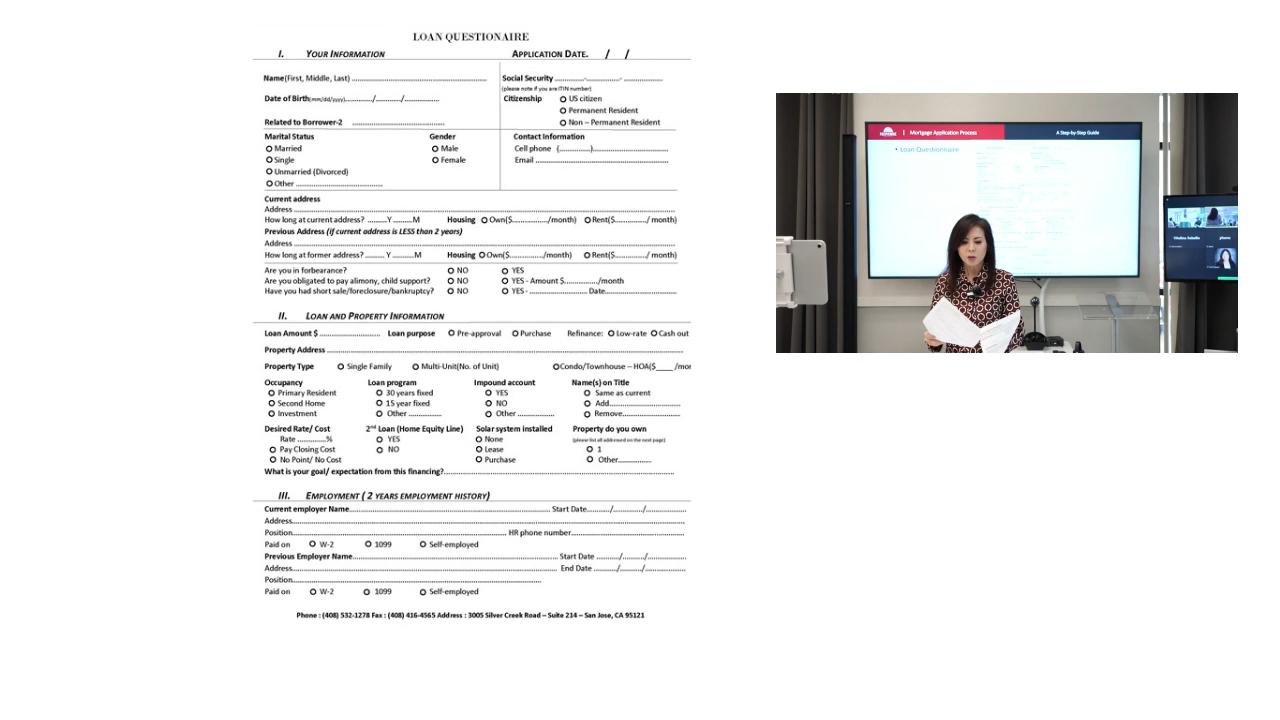 LOAN QUESTIONAIRE
I. YOUR INFORMATION APPLICATION DATE. / /
Name(First, Middle, Last) ........................................................
Social Security ............-..............- ................
(please note if you are ITIN number)
Date of Birth(mm/dd/yyyy)............/............/.........................
Citizenship O US citizen
O Permanent Resident
Related to Borrower-2 ......................................
O Non – Permanent Resident
Marital Status Gender Contact Information
O Married O Male Cell phone (..............)...............................
O Single O Female Email ........................................................
O Unmarried (Divorced)
O Other ....................................
Current address
Address ........................................................................................................................
How long at current address? ........Y ........M Housing O Own($................/month) O Rent($............../ month)
Previous Address (if current address is LESS than 2 years)
Address ........................................................................................................................
How long at former address? ........ Y ........M Housing O Own($................/month) O Rent($............../ month)
Are you in forbearance? O NO O YES
Are you obligated to pay alimony, child support? O NO O YES - Amount $............../month
Have you had short sale/foreclosure/bankruptcy? O NO O YES - ........................ Date..............................
II. LOAN AND PROPERTY INFORMATION
Loan Amount $ ......................... Loan purpose O Pre-approval O Purchase Refinance: O Low-rate O Cash out
Property Address ........................................................................................................................
Property Type O Single Family O Multi-Unit(No. of Unit) O Condo/Townhouse – HOA($____ /mor
Occupancy Loan program Impound account Name(s) on Title
O Primary Resident O 30 years fixed O YES O Same as current
O Second Home O 15 year fixed O NO O Add..............................
O Investment O Other ............. O Other ............... O Remove........................
Desired Rate/ Cost 2nd Loan (Home Equity Line) Solar system installed Property do you own
Rate ............% O YES O None (please list all addressed on the next page)
O Pay Closing Cost O NO O Lease O 1
O No Point/ No Cost O Purchase O Other..............
What is your goal/ expectation from this financing?................................................................................
III. EMPLOYMENT ( 2 YEARS EMPLOYMENT HISTORY)
Current employer Name.................................................................... Start Date........./............/...............
Address........................................................................................................................
Position........................................................................ HR phone number........................................
Paid on O W-2 O 1099 O Self-employed
Previous Employer Name.................................................................... Start Date ........./........./...............
Address........................................................................................ End Date ........./........./...............
Position........................................................................................
Paid on O W-2 O 1099 O Self-employed
Phone : (408) 532-1278 Fax : (408) 416-4565 Address : 3005 Silver Creek Road – Suite 214 – San Jose, CA 95121
| Mortgage Application Process A Step-by-Step Guide
• Loan Questionnaire